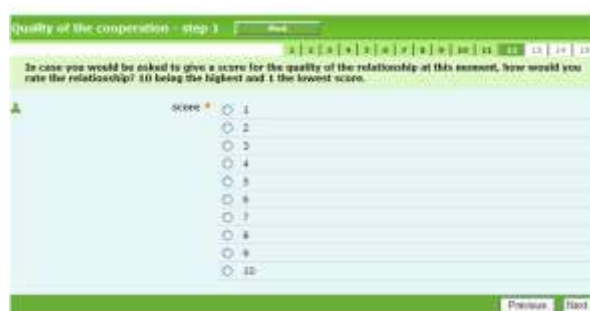 Quality of the cooperation - step 1
1 | 2 | 3 | 4 | 5 | 6 | 7 | 8 | 9 | 10 | 11 | 12 | 13 | 14 |
In case you would be asked to give a score for the quality of the relationship at this moment, how would you
rate the relationship? 10 being the highest and 1 the lowest score.
score *
1
2
3
4
5
6
7
8
9
10
Previous Next